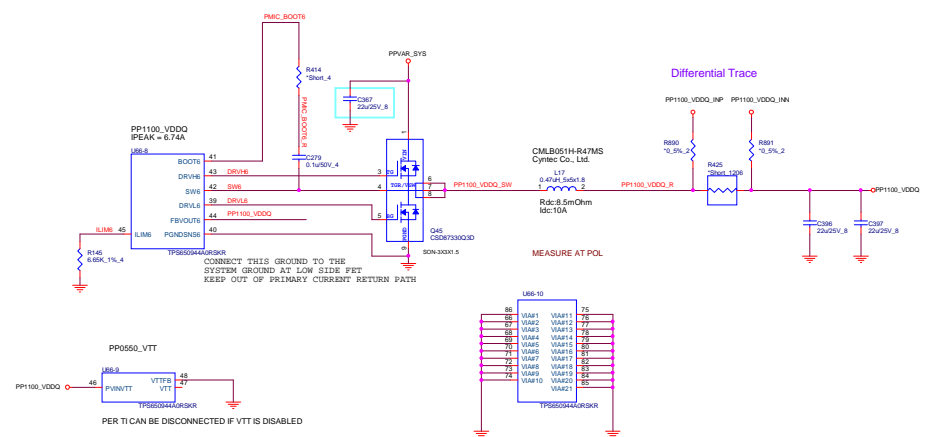 PMIC_BOOT6
PPVAR_SYS
R414
*Short_4
C367
22u/25V_8
Differential Trace
PP1100_VDDQ_INP
PP1100_VDDQ_INN
PMIC_BOOT6_R
PP1100_VDDQ
IPEAK = 6.74A
U66-8
C279
0.1u/50V_4
R890
*0_5%_2
R891
*0_5%_2
CMLB051H-R47MS
Cyntec Co., Ltd.
R425
*Short_1206
BOOT6
41
DRVH6
43
DRVH6
3
TG
VIN
1
SW6
42
SW6
4
TGR/VSW
6
7
8
PP1100_VDDQ_SW
1
L17
0.47uH_5x5x1.8
2
PP1100_VDDQ_R
PP1100_VDDQ
Rdc:8.5mOhm
Idc:10A
DRVL6
39
DRVL6
5
BG
FBVOUT6
44
PP1100_VDDQ
ILIM6
45
ILIM6
PGNDSNS6
40
PGND
9
Q45
CSD87330Q3D
SON-3X3X1.5
C396
22u/25V_8
C397
22u/25V_8
R145
6.65K_1%_4
TPS650944A0RSKR
CONNECT THIS GROUND TO THE
SYSTEM GROUND AT LOW SIDE FET
KEEP OUT OF PRIMARY CURRENT RETURN PATH
MEASURE AT POL
U66-10
86 VIA#1 VIA#11 75
66 VIA#2 VIA#12 76
67 VIA#3 VIA#13 77
68 VIA#4 VIA#14 78
69 VIA#5 VIA#15 79
70 VIA#6 VIA#16 80
71 VIA#7 VIA#17 81
72 VIA#8 VIA#18 82
73 VIA#9 VIA#19 83
74 VIA#10 VIA#20 84
VIA#21 85
TPS650944A0RSKR
PP0550_VTT
U66-9
PP1100_VDDQ
46
PVINVTT
VTTFB
48
VTT
47
TPS650944A0RSKR
PER TI CAN BE DISCONNECTED IF VTT IS DISABLED